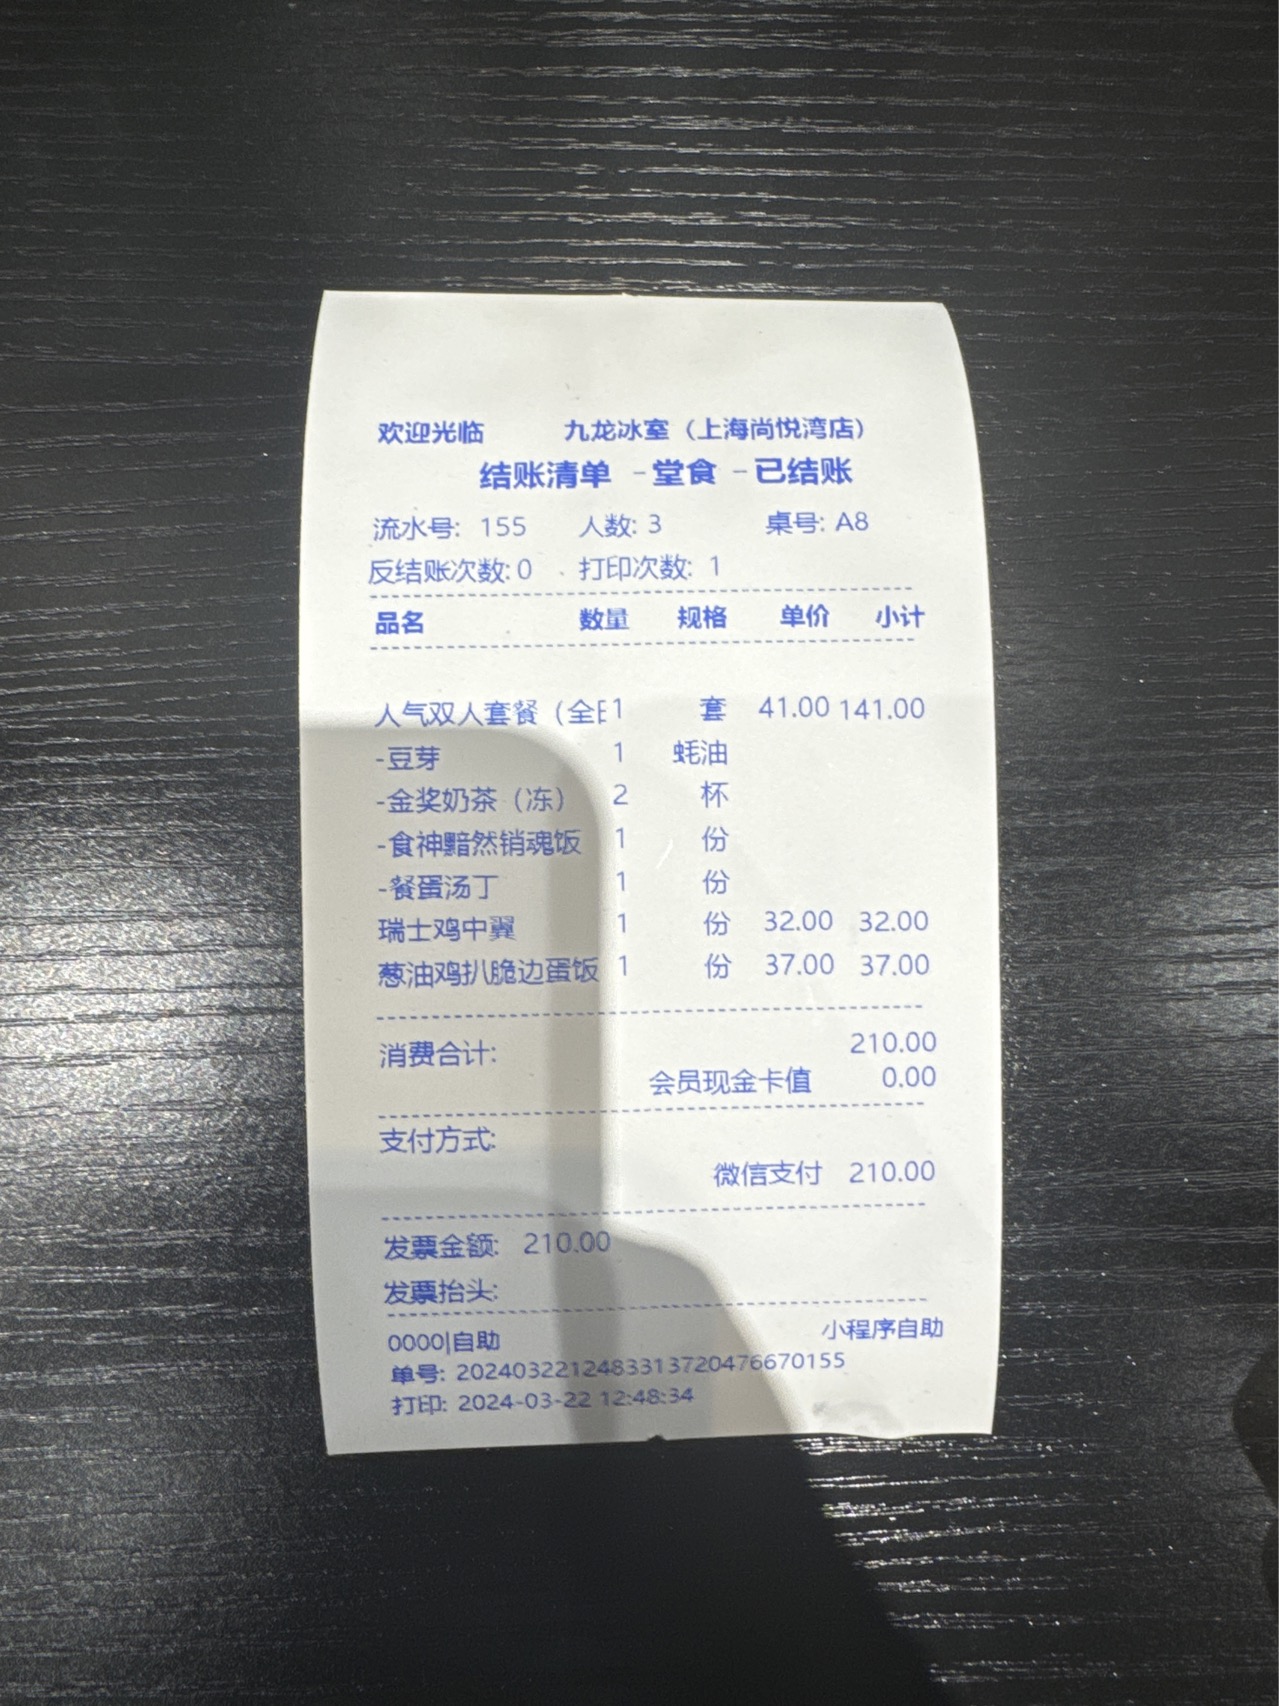 欢迎光临 九龙冰室（上海尚悦湾店）
结账清单 -堂食 -已结账
流水号: 155 人数: 3 桌号: A8
反结账次数: 0 打印次数: 1
品名 数量 规格 单价 小计
人气双人套餐（全日 1 套 41.00 141.00
-豆芽 1 蚝油
-金奖奶茶（冻） 2 杯
-食神黯然销魂饭 1 份
-餐蛋汤丁 1 份
瑞士鸡中翼 1 份 32.00 32.00
葱油鸡扒脆边蛋饭 1 份 37.00 37.00
消费合计: 210.00
会员现金卡值 0.00
支付方式:
微信支付 210.00
发票金额: 210.00
发票抬头:
0000|自助 小程序自助
单号: 20240322124833137204766​70155
打印: 2024-03-22 12:48:34